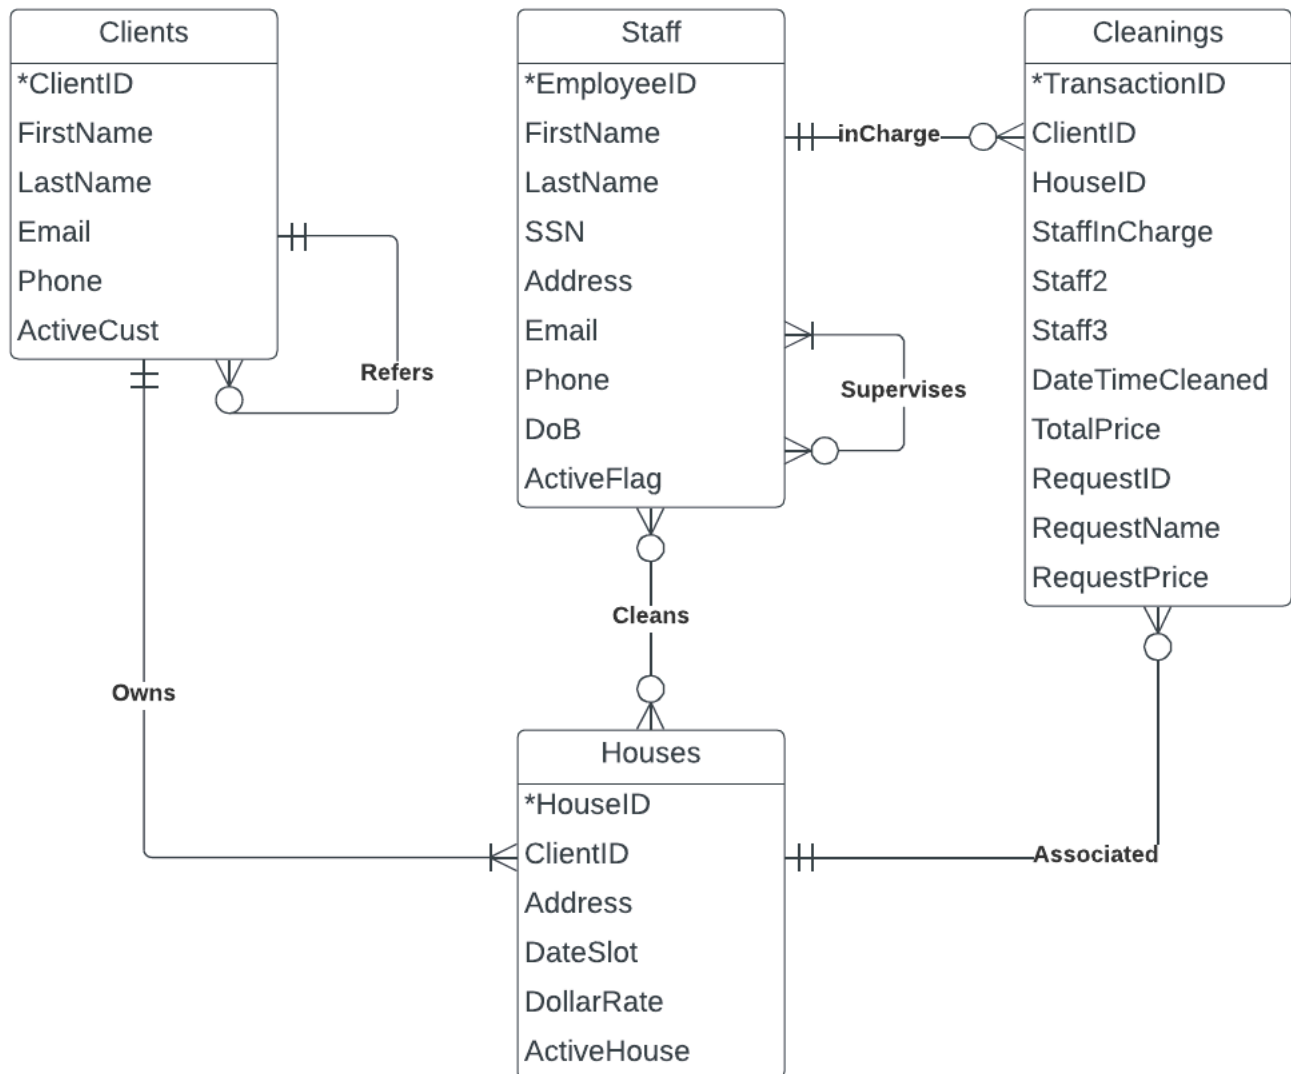 Clients
*ClientID
FirstName
LastName
Email
Phone
ActiveCust
Refers
Owns
Staff
*EmployeeID
FirstName
LastName
SSN
Address
Email
Phone
DoB
ActiveFlag
inCharge
Supervises
Cleans
Cleanings
*TransactionID
ClientID
HouseID
StaffInCharge
Staff2
Staff3
DateTimeCleaned
TotalPrice
RequestID
RequestName
RequestPrice
Houses
*HouseID
ClientID
Address
DateSlot
DollarRate
ActiveHouse
Associated